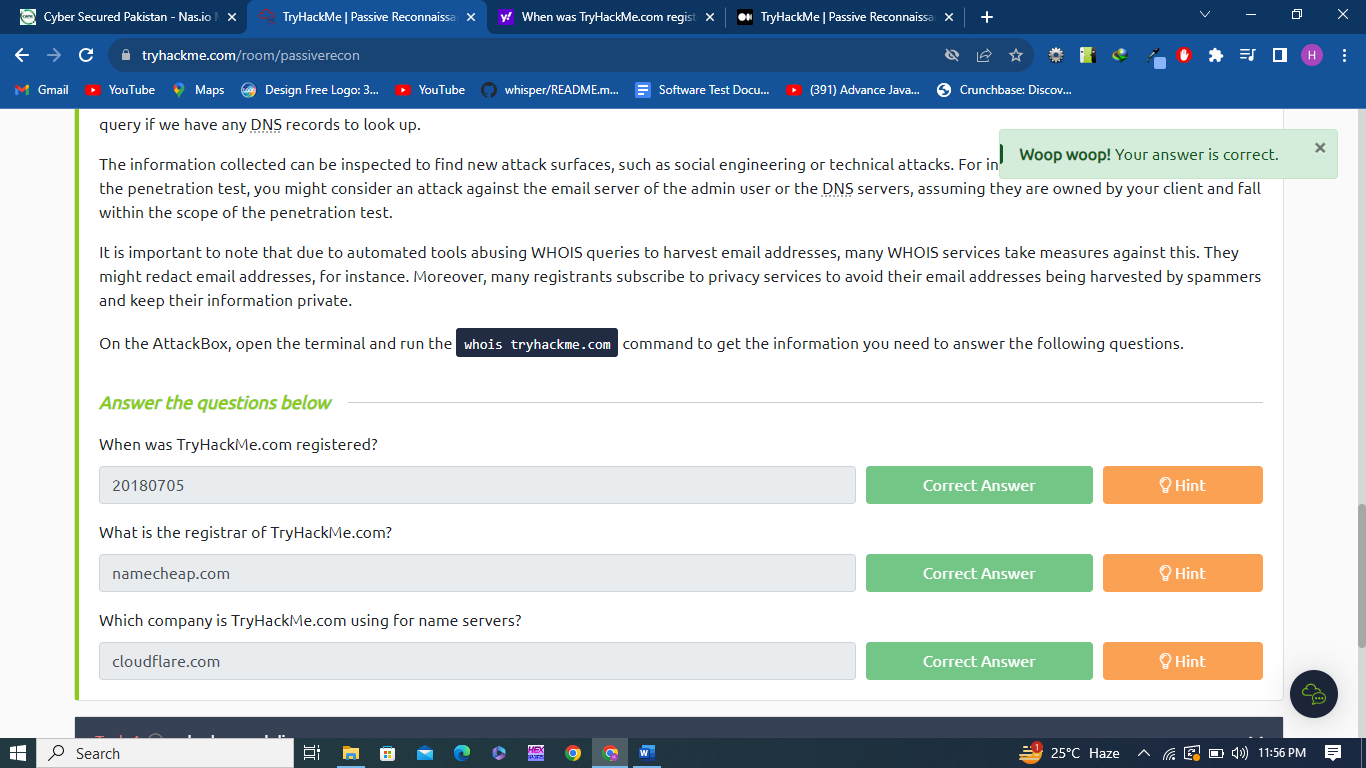 Cyber Secured Pakistan - Nas.io
TryHackMe | Passive Reconnaissa
When was TryHackMe.com regist
TryHackMe | Passive Reconnaissa
tryhackme.com/room/passiverecon
H
Gmail
YouTube
Maps
Design Free Logo: 3...
YouTube
whisper/README.m...
Software Test Docu...
(391) Advance Java...
Crunchbase: Discov...
query if we have any DNS records to look up.
Woop woop! Your answer is correct.
The information collected can be inspected to find new attack surfaces, such as social engineering or technical attacks. For in
the penetration test, you might consider an attack against the email server of the admin user or the DNS servers, assuming they are owned by your client and fall
within the scope of the penetration test.
It is important to note that due to automated tools abusing WHOIS queries to harvest email addresses, many WHOIS services take measures against this. They
might redact email addresses, for instance. Moreover, many registrants subscribe to privacy services to avoid their email addresses being harvested by spammers
and keep their information private.
On the AttackBox, open the terminal and run the whois tryhackme.com command to get the information you need to answer the following questions.
Answer the questions below
When was TryHackMe.com registered?
20180705
Correct Answer
Hint
What is the registrar of TryHackMe.com?
namecheap.com
Correct Answer
Hint
Which company is TryHackMe.com using for name servers?
cloudflare.com
Correct Answer
Hint
Search
1
25°C Haze
11:56 PM